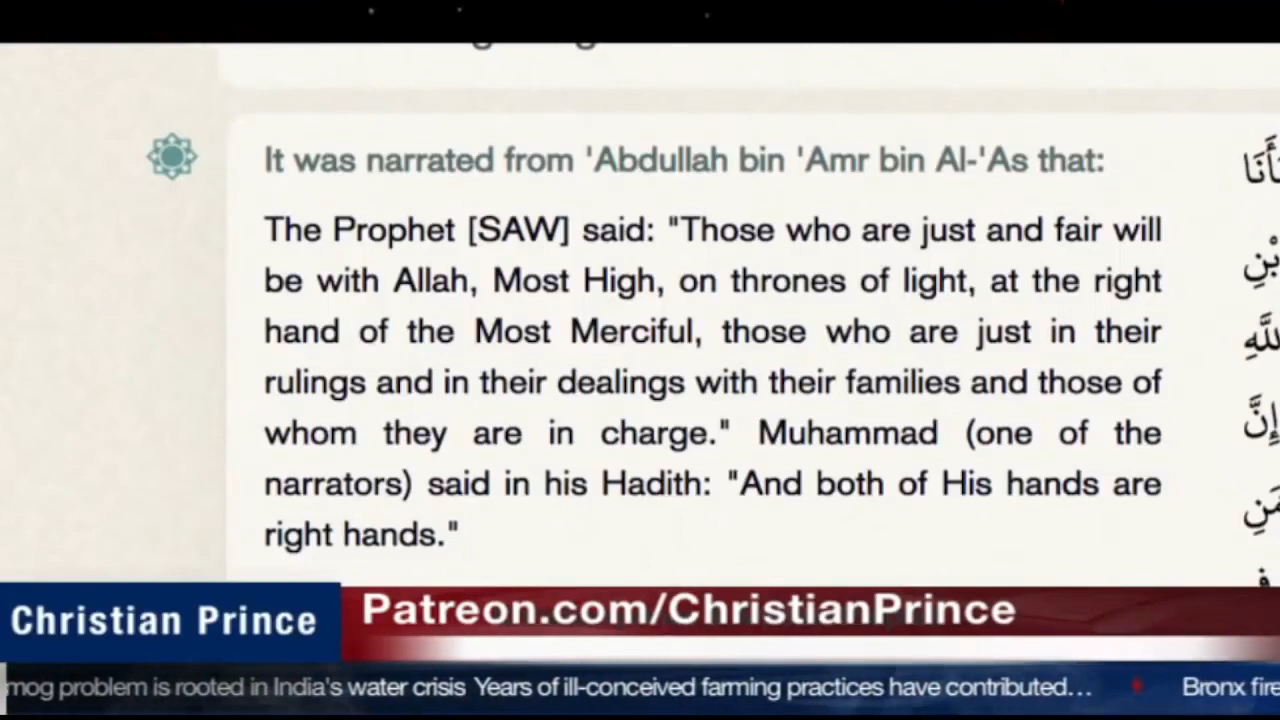 It was narrated from 'Abdullah bin 'Amr bin Al-'As that:
The Prophet [SAW] said: "Those who are just and fair will
be with Allah, Most High, on thrones of light, at the right
hand of the Most Merciful, those who are just in their
rulings and in their dealings with their families and those of
whom they are in charge." Muhammad (one of the
narrators) said in his Hadith: "And both of His hands are
right hands."
بْنِ
إِنَّ
Christian Prince
Patreon.com/ChristianPrince
problem is rooted in India's water crisis Years of ill-conceived farming practices have contributed... Bronx fire